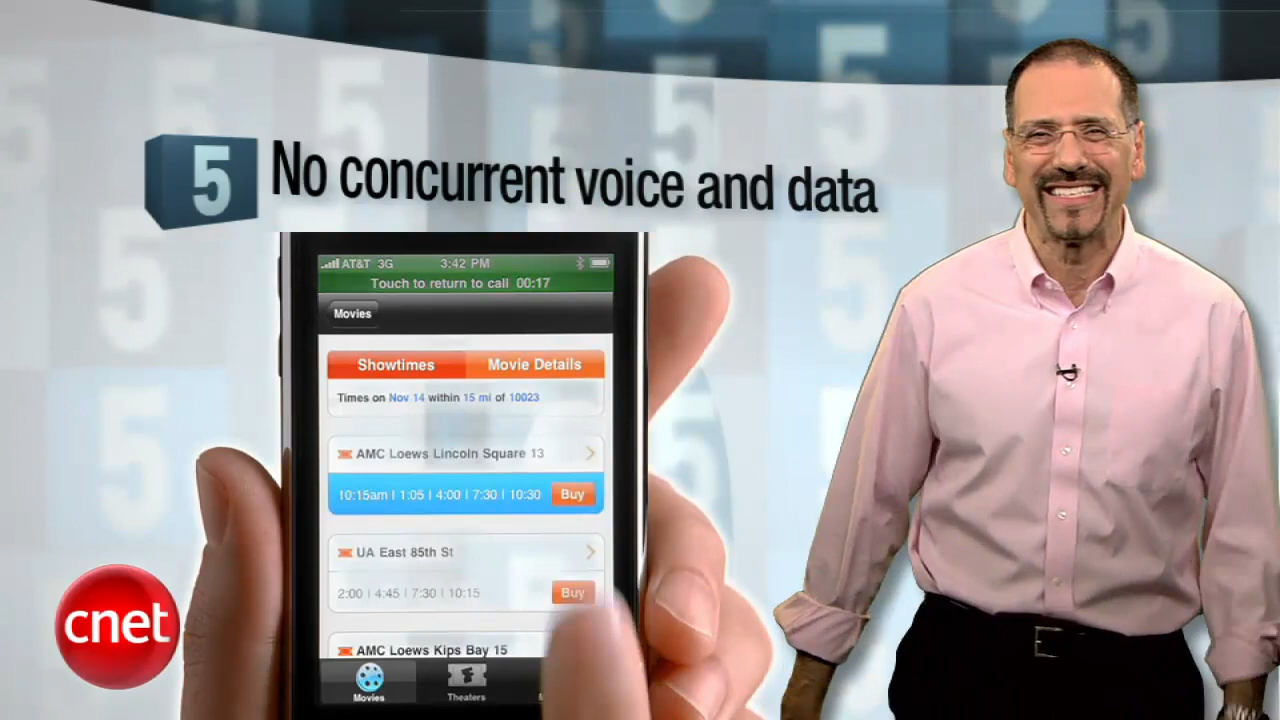 5 No concurrent voice and data
AT&T 3G 3:42 PM
Touch to return to call 00:17
Movies
Showtimes Movie Details
Times on Nov 14 within 15 mi of 10023
AMC Loews Lincoln Square 13
10:15am | 1:05 | 4:00 | 7:30 | 10:30 Buy
UA East 85th St
2:00 | 4:45 | 7:30 | 10:15 Buy
AMC Loews Kips Bay 15
Movies Theaters
cnet